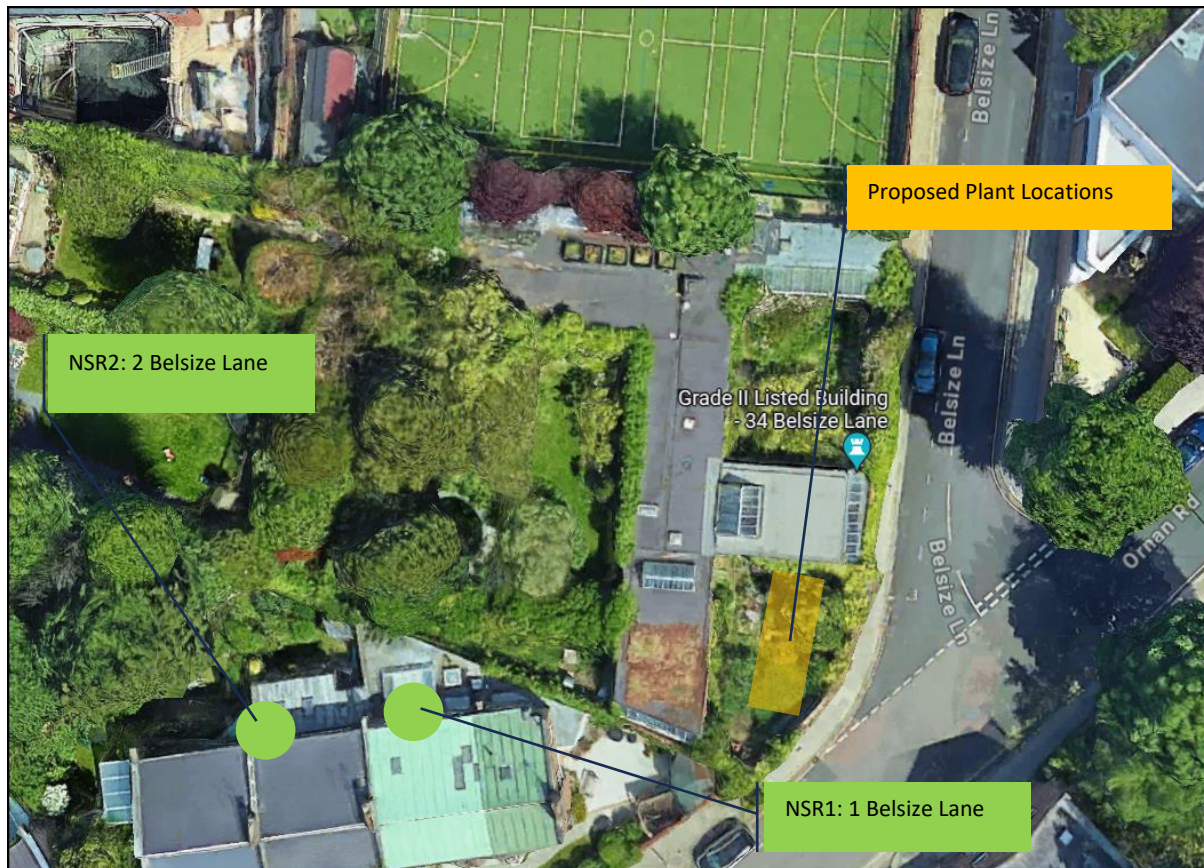 Belsize Ln
Proposed Plant Locations
NSR2: 2 Belsize Lane
Grade II Listed Building
- 34 Belsize Lane
Belsize Ln
Belsize Ln
Ornan Rd
NSR1: 1 Belsize Lane